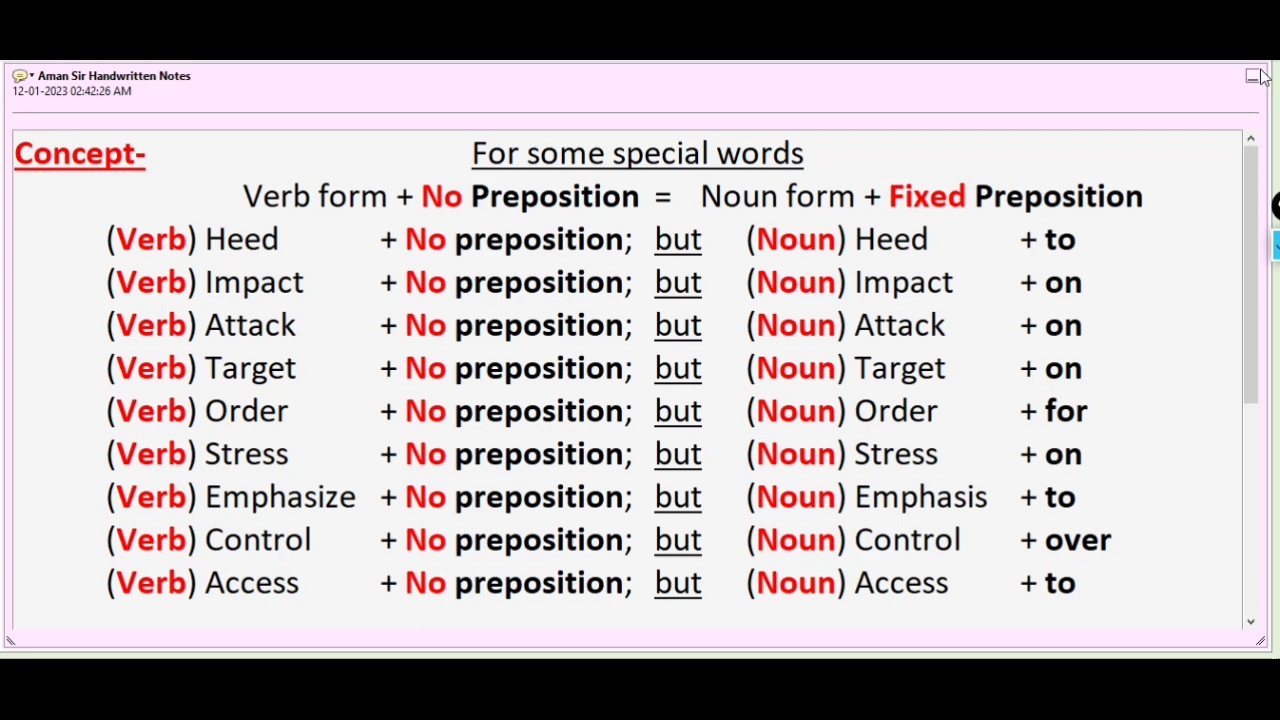 Aman Sir Handwritten Notes
12-01-2023 02:42:26 AM
Concept- For some special words
Verb form + No Preposition = Noun form + Fixed Preposition
(Verb) Heed + No preposition; but (Noun) Heed + to
(Verb) Impact + No preposition; but (Noun) Impact + on
(Verb) Attack + No preposition; but (Noun) Attack + on
(Verb) Target + No preposition; but (Noun) Target + on
(Verb) Order + No preposition; but (Noun) Order + for
(Verb) Stress + No preposition; but (Noun) Stress + on
(Verb) Emphasize + No preposition; but (Noun) Emphasis + to
(Verb) Control + No preposition; but (Noun) Control + over
(Verb) Access + No preposition; but (Noun) Access + to